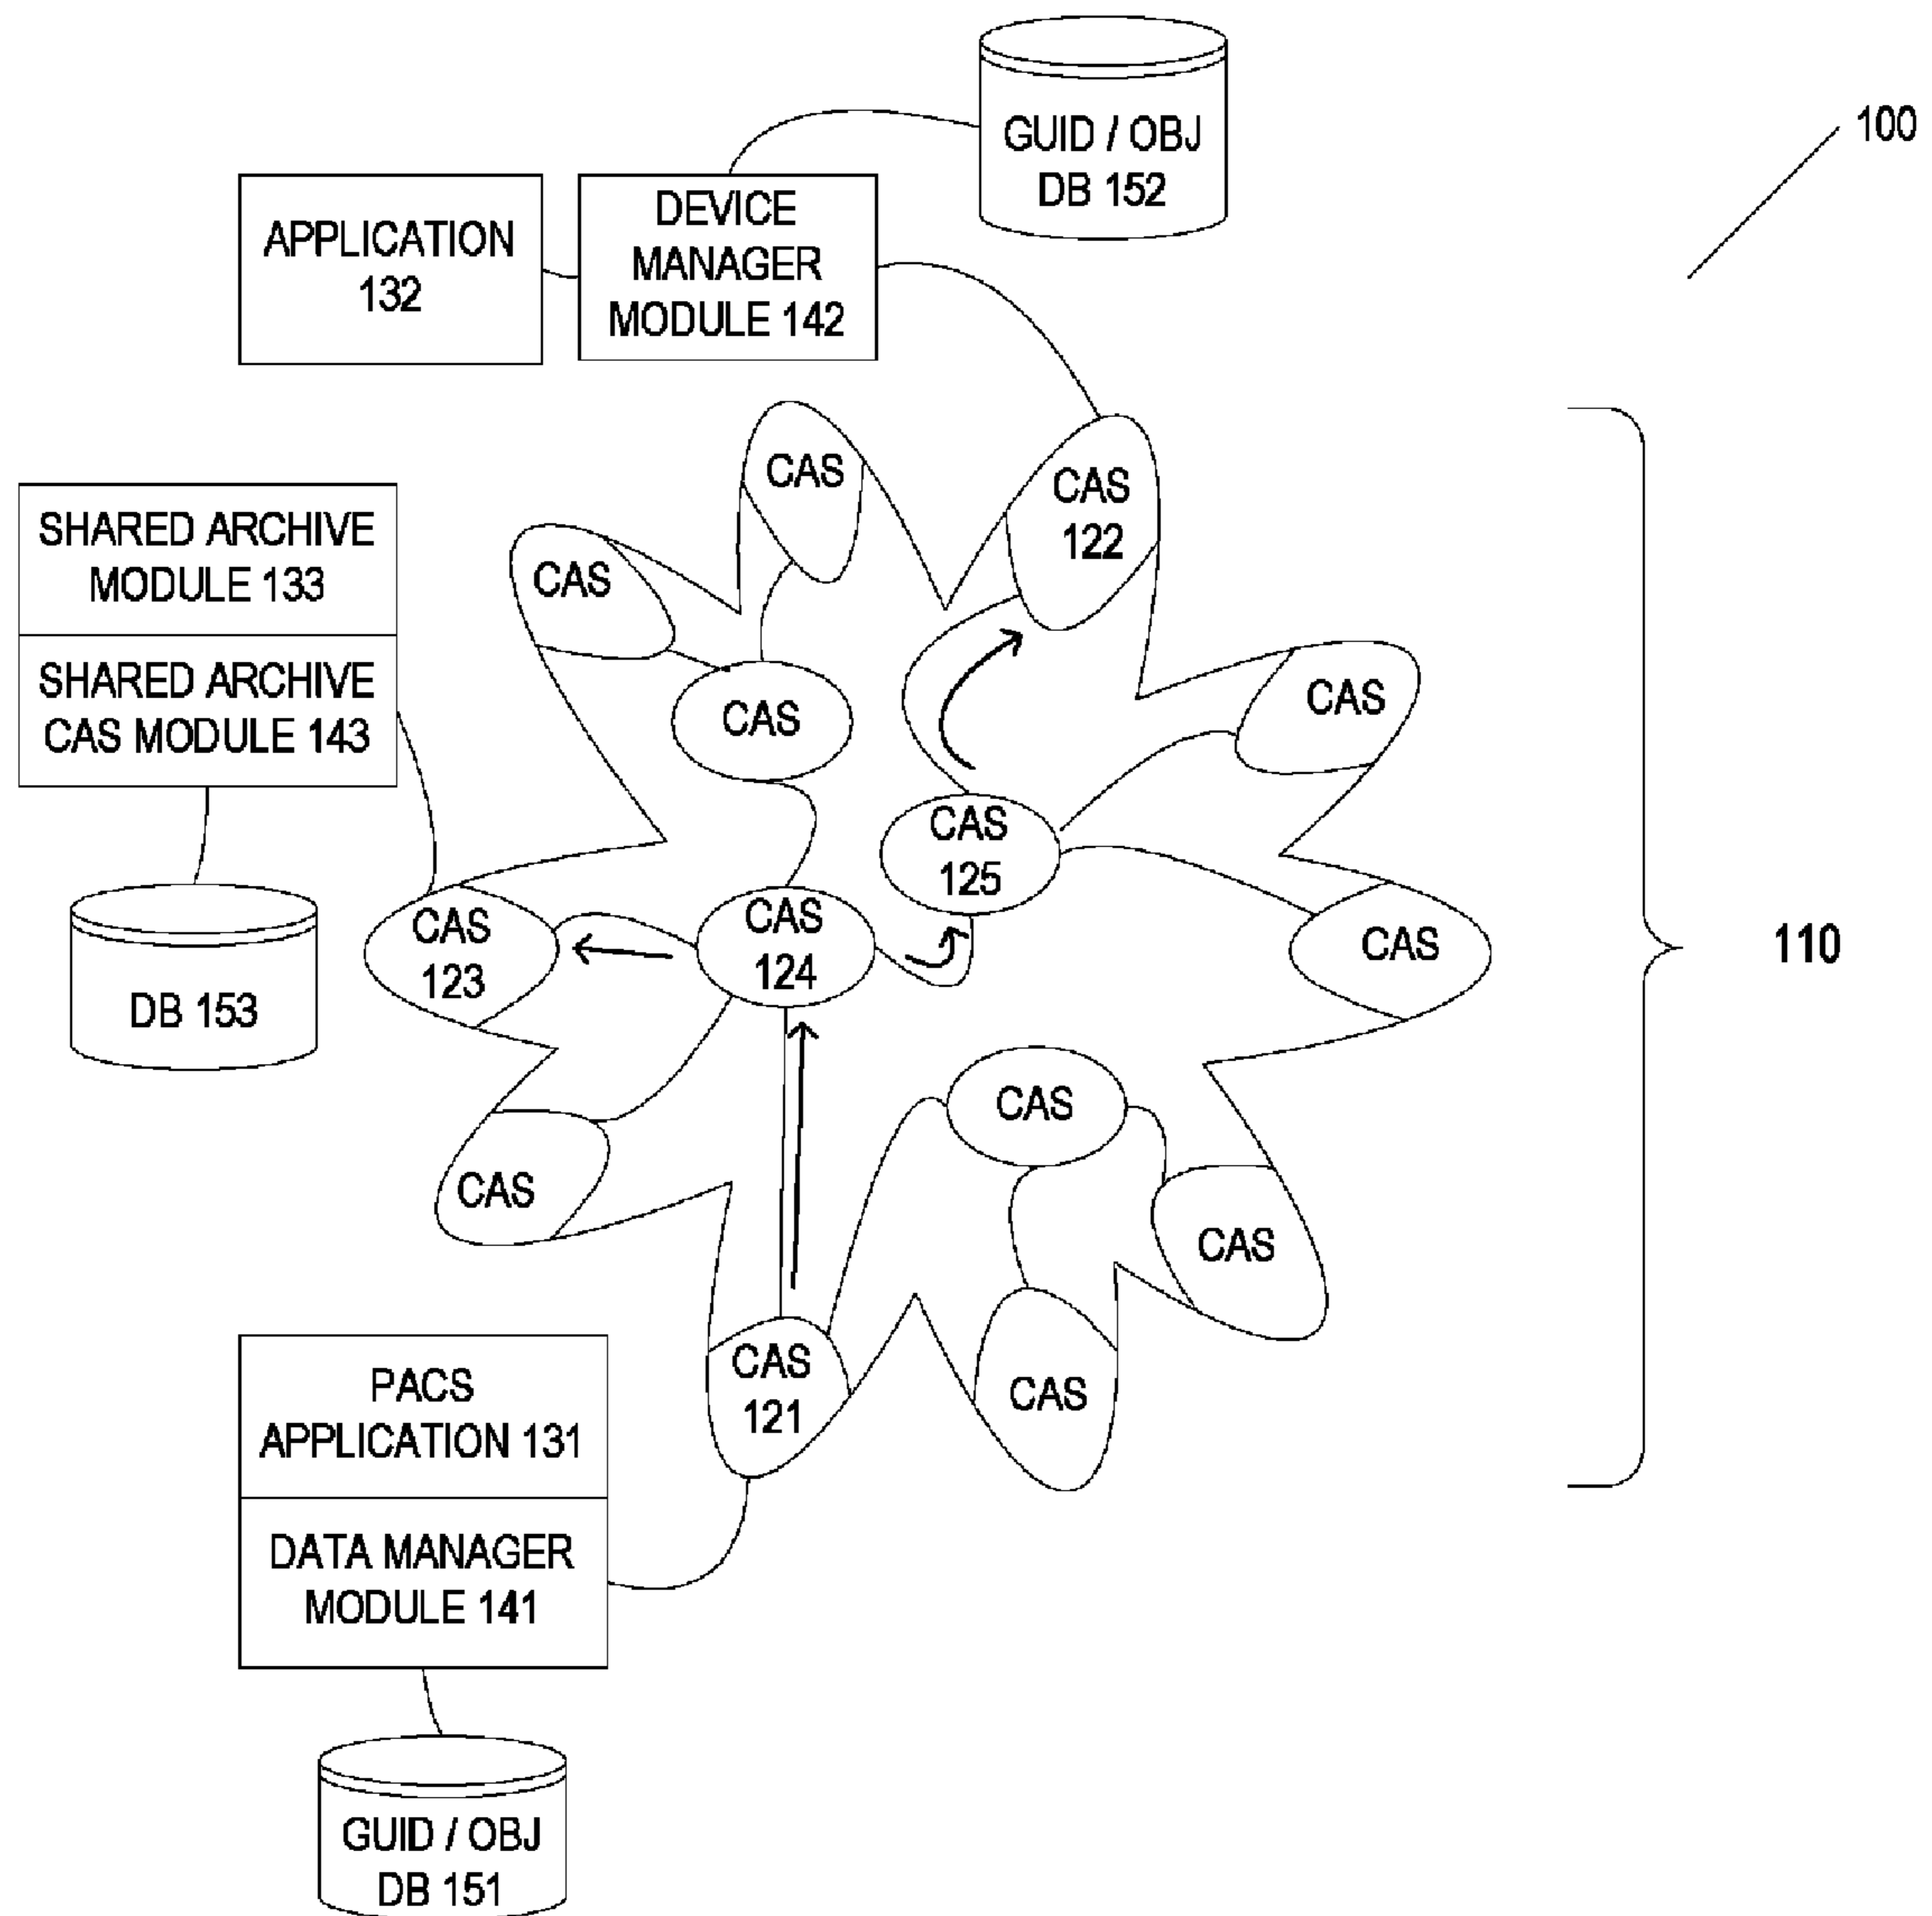 GUID / OBJ
DB 152
100
APPLICATION
132
DEVICE
MANAGER
MODULE 142
CAS
CAS
122
SHARED ARCHIVE
MODULE 133
CAS
SHARED ARCHIVE
CAS MODULE 143
CAS
CAS
CAS
125
CAS
123
CAS
124
CAS
110
DB 153
CAS
CAS
CAS
CAS
121
CAS
PACS
APPLICATION 131
DATA MANAGER
MODULE 141
GUID / OBJ
DB 151